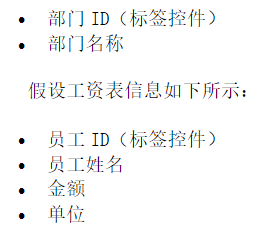 • 部门 ID（标签控件）
• 部门名称
假设工资表信息如下所示：
• 员工 ID（标签控件）
• 员工姓名
• 金额
• 单位